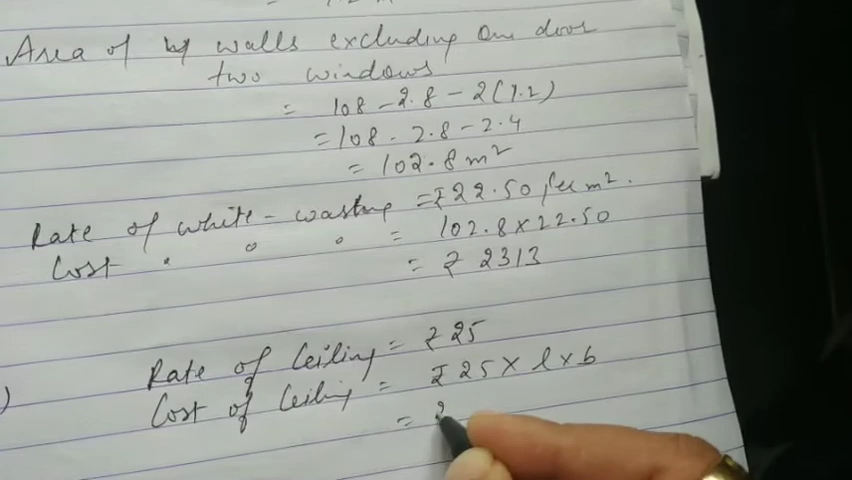 Area of 4 walls excluding One door
two windows
= 108 - 2.8 - 2(1.2)
= 108 - 2.8 - 2.4
= 102.8 m²
Rate of white-washing = ₹22.50 per m².
Cost " " " = 102.8 × 22.50
= ₹ 2313
)
Rate of Ceiling = ₹ 25
Cost of Ceiling = ₹ 25 × l × b
= 2